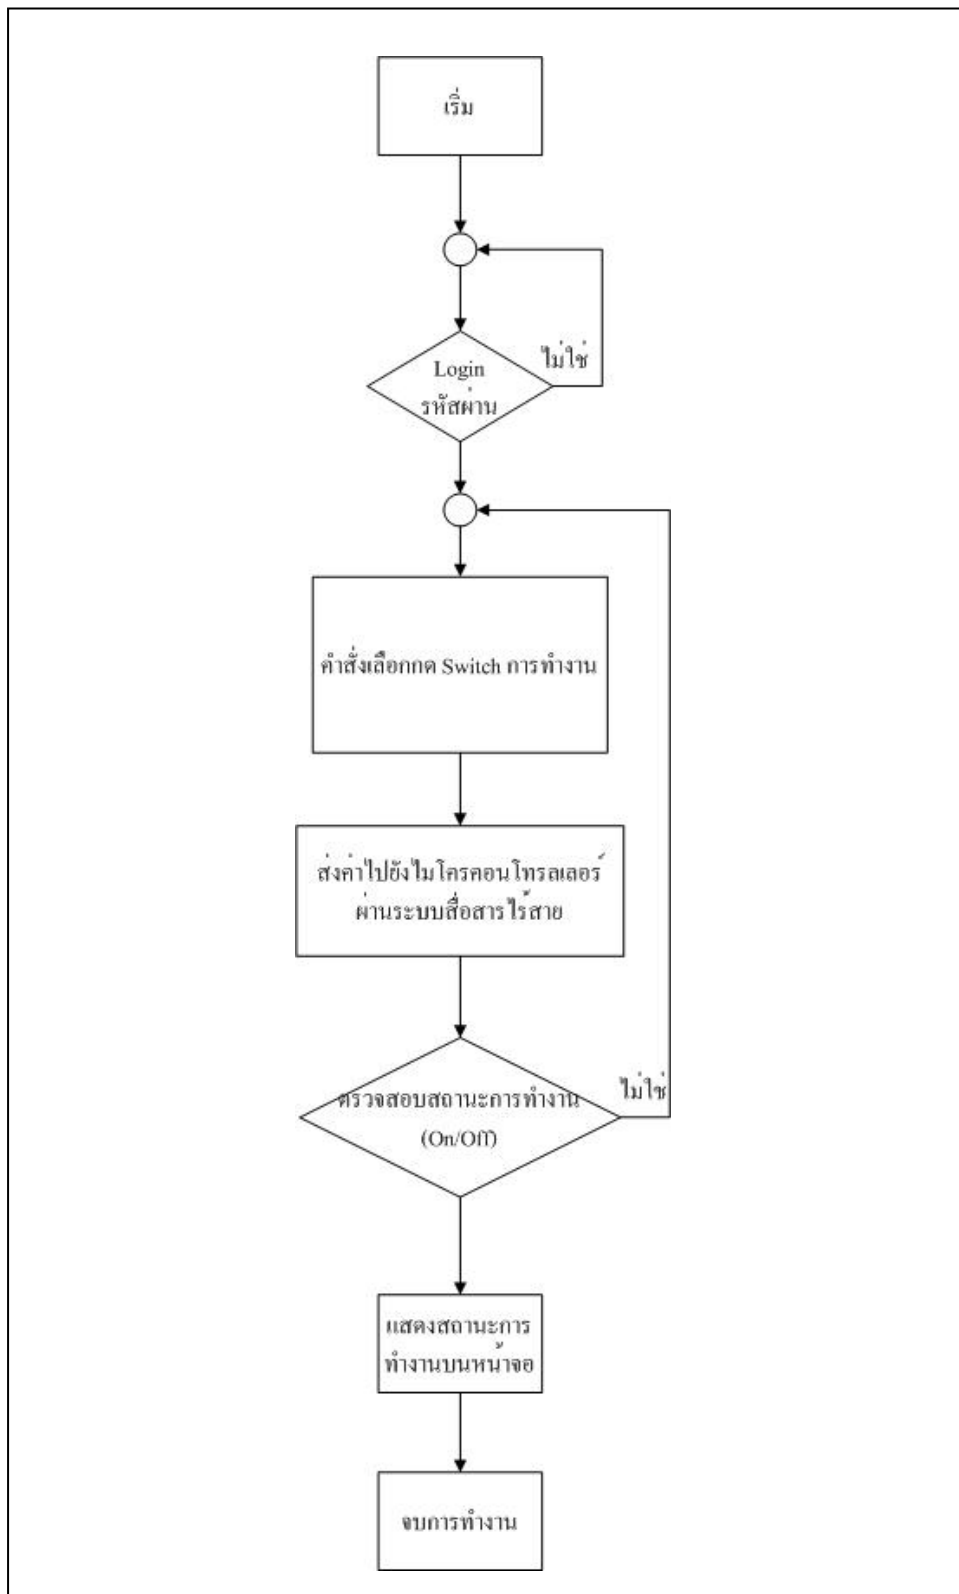 เริ่ม
ไม่ใช่
Login
รหัสผ่าน
คำสั่งเลือกกด Switch การทำงาน
ส่งค่าไปยังไมโครคอนโทรลเลอร์
ผ่านระบบสื่อสารไร้สาย
ไม่ใช่
ตรวจสอบสถานะการทำงาน
(On/Off)
แสดงสถานะการ
ทำงานบนหน้าจอ
จบการทำงาน